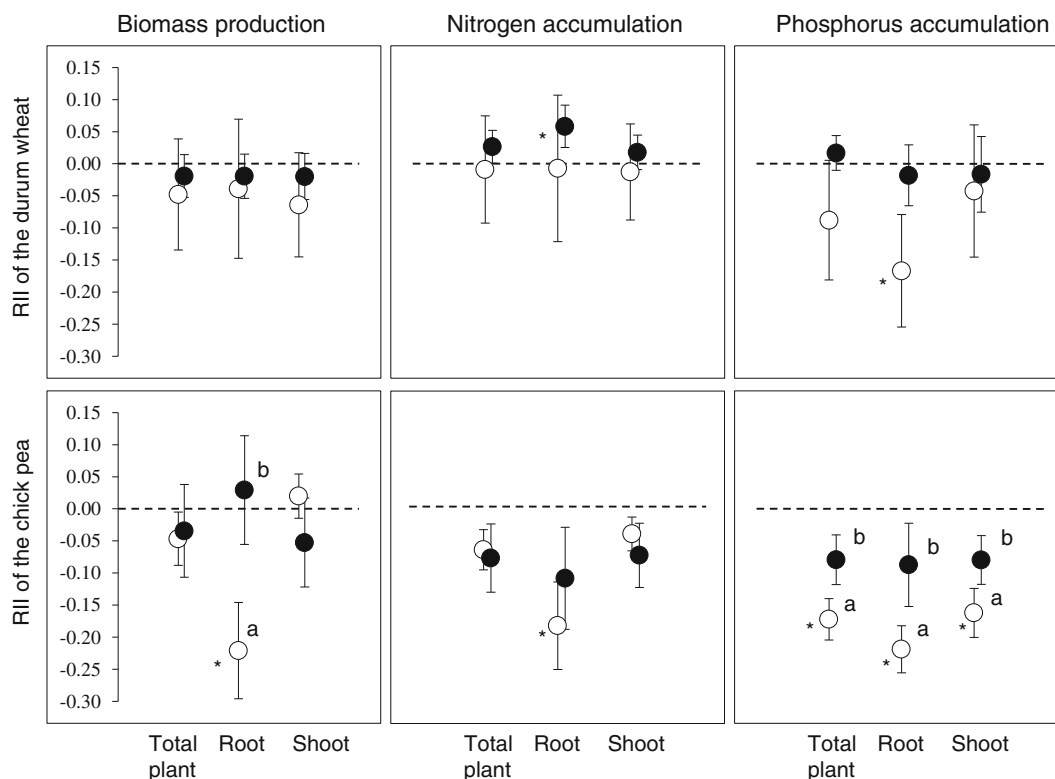 Biomass production Nitrogen accumulation Phosphorus accumulation
RII of the durum wheat
0.15
0.10
0.05
0.00
-0.05
-0.10
-0.15
-0.20
-0.25
-0.30
*
*
RII of the chick pea
0.15
0.10
0.05
0.00
-0.05
-0.10
-0.15
-0.20
-0.25
-0.30
b
a
*
*
b b b
a a a
* * *
Total plant Root Shoot
Total plant Root Shoot
Total plant Root Shoot